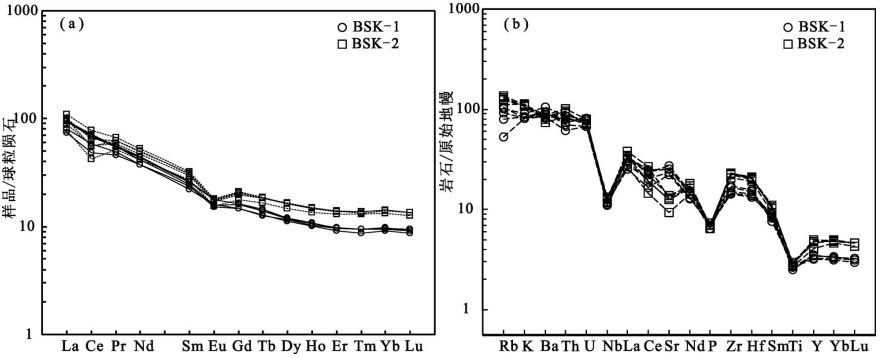 (a)
BSK-1
BSK-2
样品/球粒陨石
1000
100
10
1
La Ce Pr Nd Sm Eu Gd Tb Dy Ho Er Tm Yb Lu
(b)
BSK-1
BSK-2
岩石/原始地幔
1000
100
10
1
Rb K Ba Th U Nb La Ce Sr Nd P Zr Hf Sm Ti Y Yb Lu